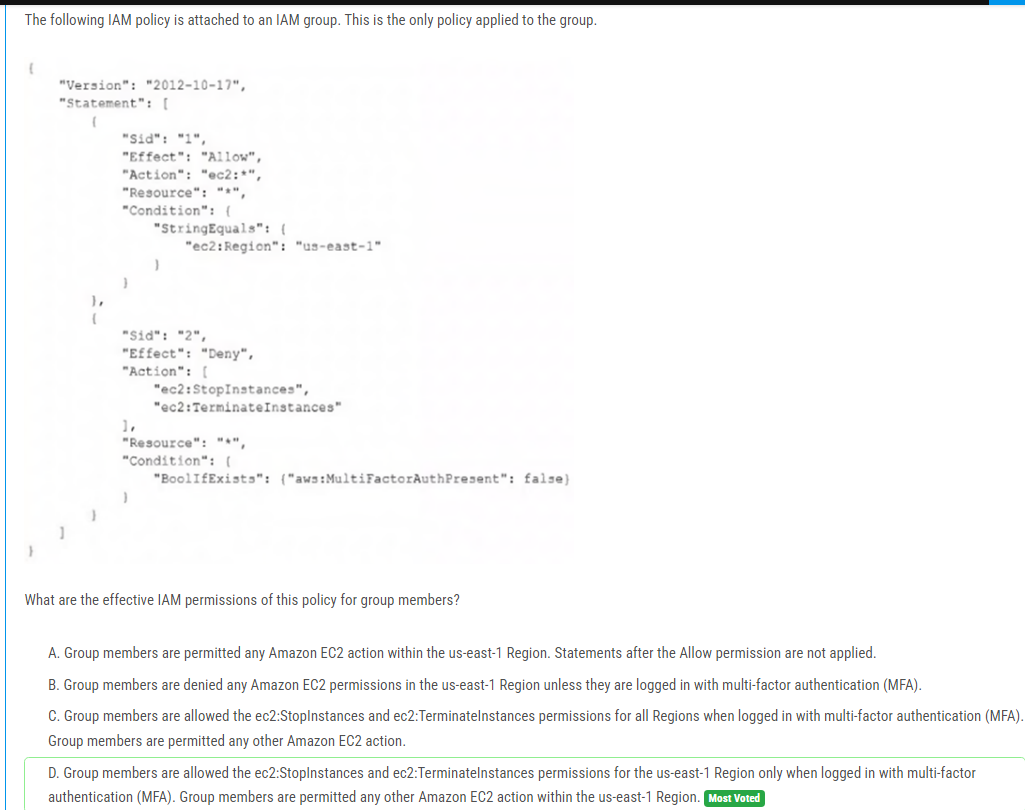 The following IAM policy is attached to an IAM group. This is the only policy applied to the group.
{
"Version": "2012-10-17",
"Statement": [
{
"Sid": "1",
"Effect": "Allow",
"Action": "ec2:*",
"Resource": "*",
"Condition": {
"StringEquals": {
"ec2:Region": "us-east-1"
}
}
},
{
"Sid": "2",
"Effect": "Deny",
"Action": [
"ec2:StopInstances",
"ec2:TerminateInstances"
],
"Resource": "*",
"Condition": {
"BoolIfExists": {"aws:MultiFactorAuthPresent": false}
}
}
]
}
What are the effective IAM permissions of this policy for group members?
A. Group members are permitted any Amazon EC2 action within the us-east-1 Region. Statements after the Allow permission are not applied.
B. Group members are denied any Amazon EC2 permissions in the us-east-1 Region unless they are logged in with multi-factor authentication (MFA).
C. Group members are allowed the ec2:StopInstances and ec2:TerminateInstances permissions for all Regions when logged in with multi-factor authentication (MFA).
Group members are permitted any other Amazon EC2 action.
D. Group members are allowed the ec2:StopInstances and ec2:TerminateInstances permissions for the us-east-1 Region only when logged in with multi-factor
authentication (MFA). Group members are permitted any other Amazon EC2 action within the us-east-1 Region. Most Voted